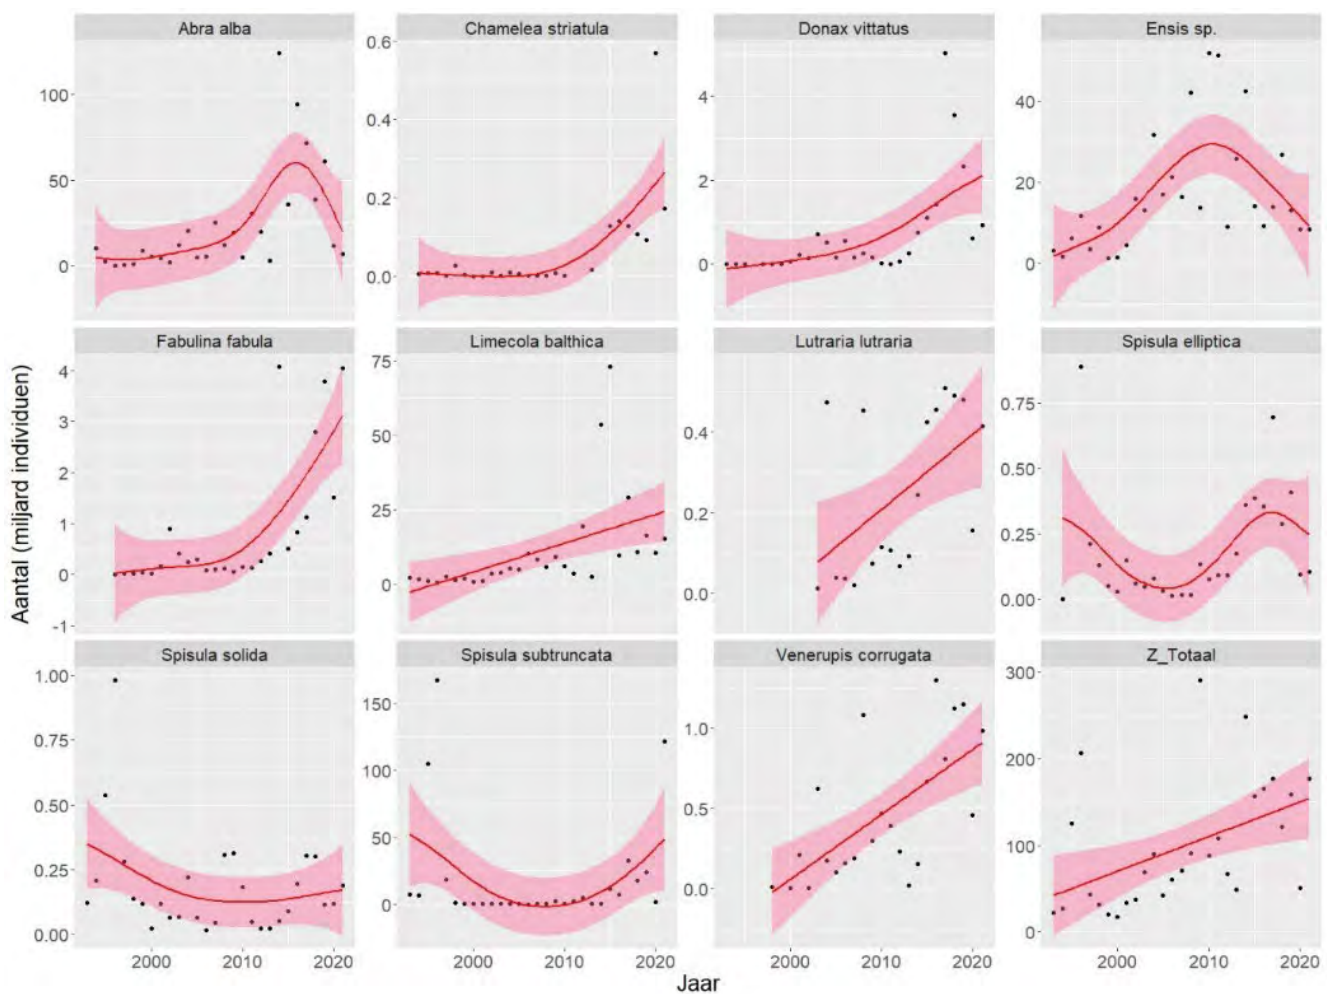 Abra alba
Chamelea striatula
Donax vittatus
Ensis sp.
100
50
0
0.6
0.4
0.2
0.0
4
2
0
40
20
0
Fabulina fabula
Limecola balthica
Lutraria lutraria
Spisula elliptica
4
3
2
1
0
-1
75
50
25
0
0.4
0.2
0.0
0.75
0.50
0.25
0.00
Aantal (miljard individuen)
Spisula solida
Spisula subtruncata
Venerupis corrugata
Z_Totaal
1.00
0.75
0.50
0.25
0.00
150
100
50
0
1.0
0.5
0.0
300
200
100
0
2000 2010 2020
2000 2010 2020
2000 2010 2020
2000 2010 2020
Jaar